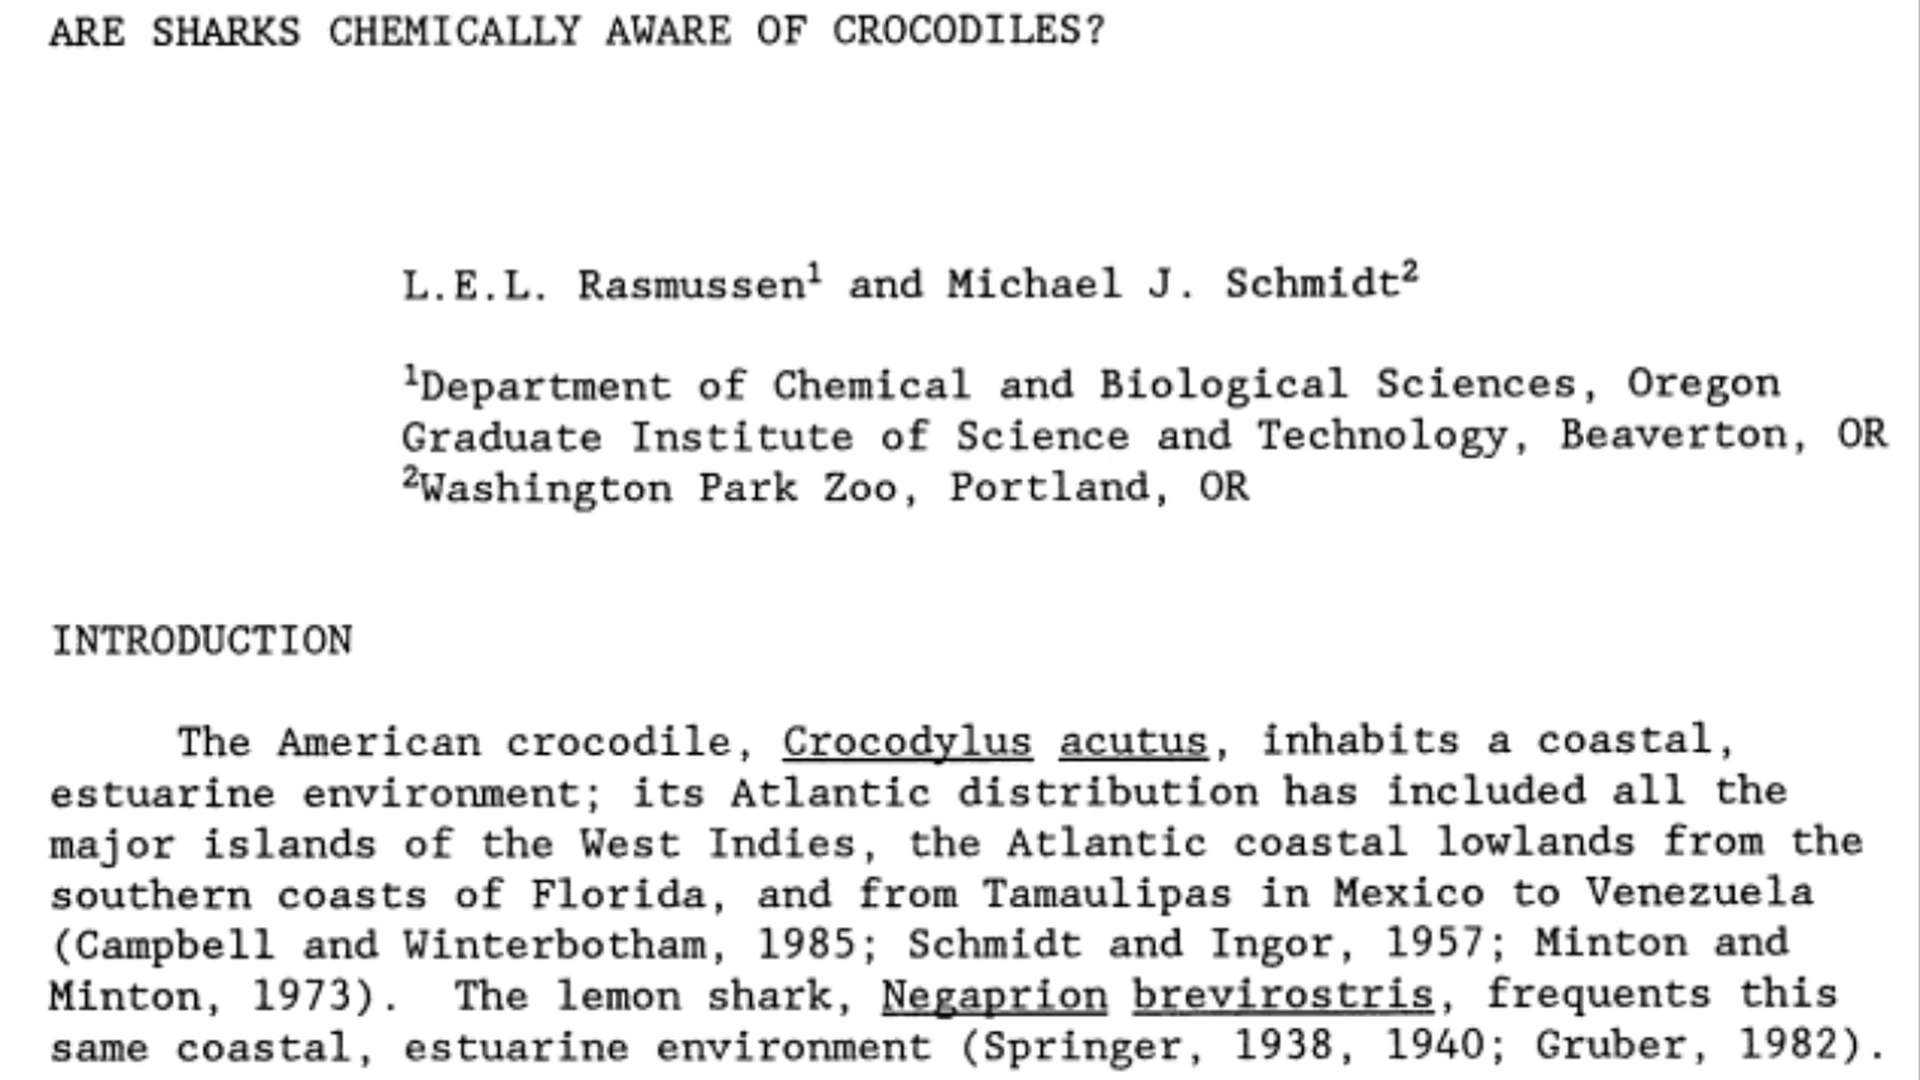 ARE SHARKS CHEMICALLY AWARE OF CROCODILES?
L.E.L. Rasmussen¹ and Michael J. Schmidt²
¹Department of Chemical and Biological Sciences, Oregon
Graduate Institute of Science and Technology, Beaverton, OR
²Washington Park Zoo, Portland, OR
INTRODUCTION
The American crocodile, Crocodylus acutus, inhabits a coastal,
estuarine environment; its Atlantic distribution has included all the
major islands of the West Indies, the Atlantic coastal lowlands from the
southern coasts of Florida, and from Tamaulipas in Mexico to Venezuela
(Campbell and Winterbotham, 1985; Schmidt and Ingor, 1957; Minton and
Minton, 1973). The lemon shark, Negaprion brevirostris, frequents this
same coastal, estuarine environment (Springer, 1938, 1940; Gruber, 1982).